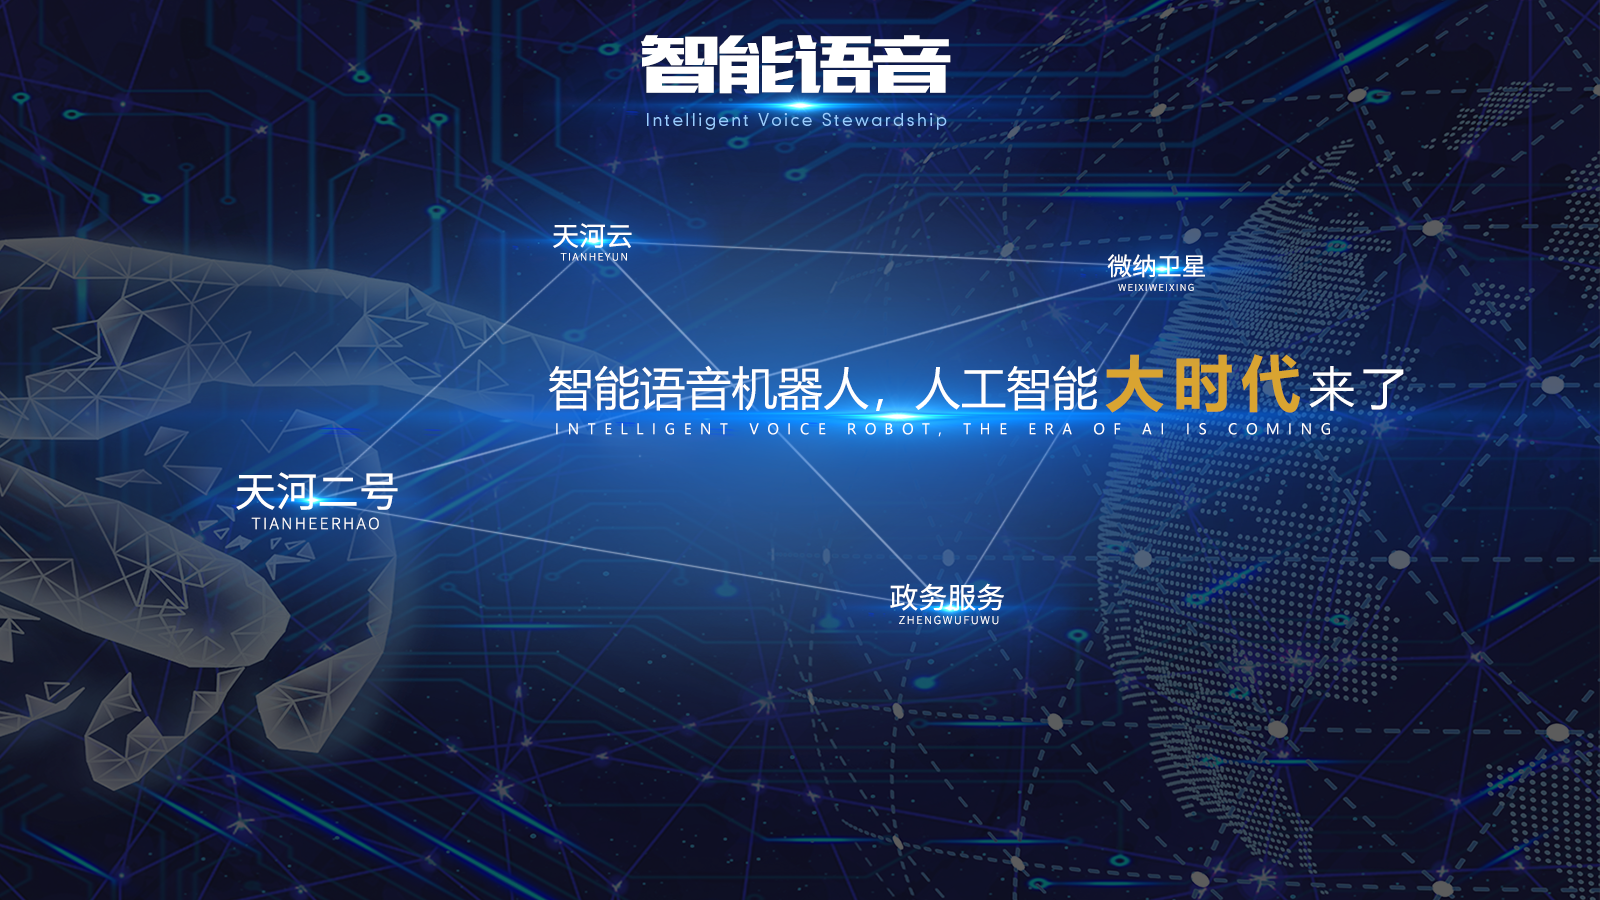 智能语音
Intelligent Voice Stewardship
天河云
TIANHEYUN
微纳卫星
WEIXIWEIXING
智能语音机器人，人工智能大时代来了
INTELLIGENT VOICE ROBOT, THE ERA OF AI IS COMING
天河二号
TIANHEERHAO
政务服务
ZHENGWUFUWU